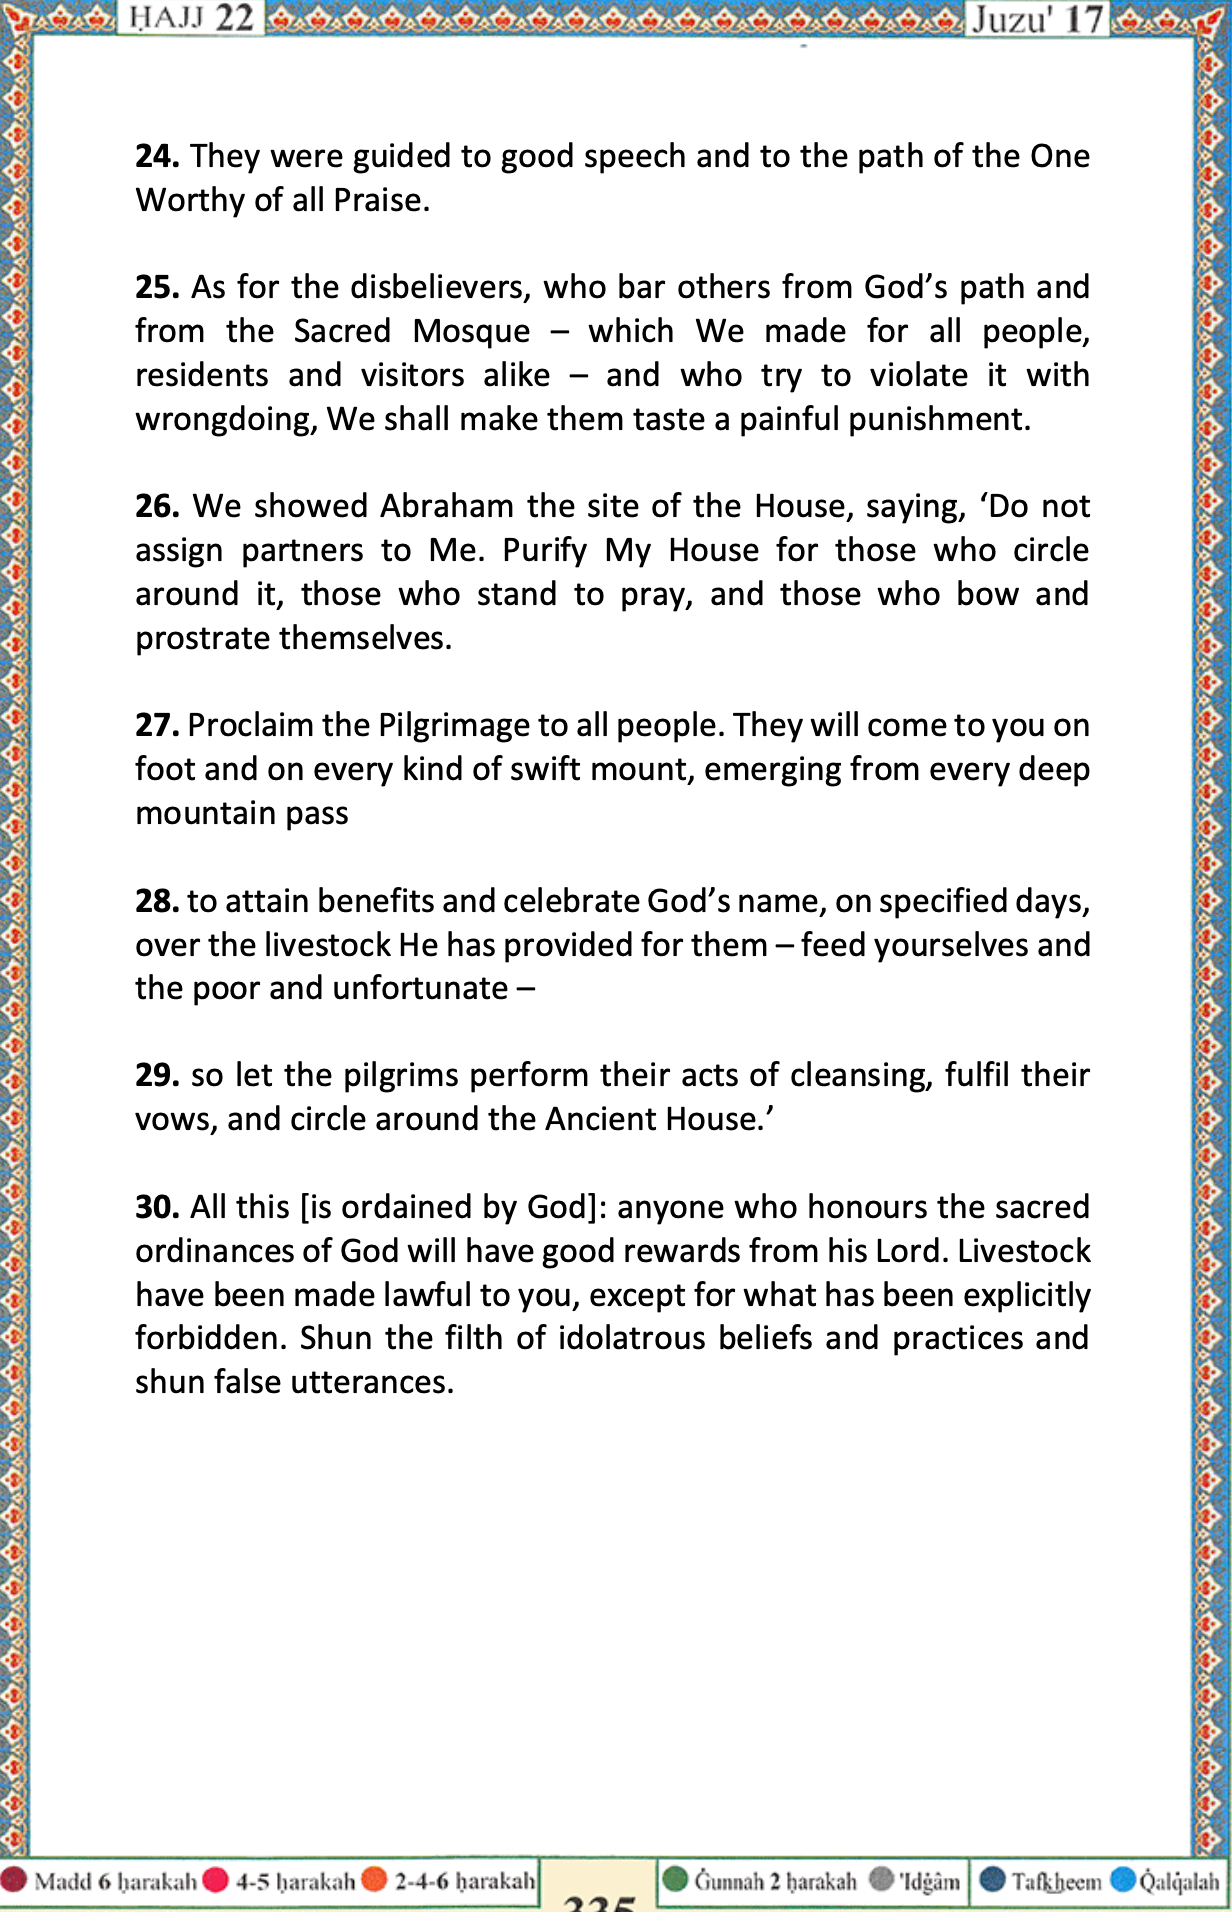 ḤAJJ 22 Juzu' 17
24. They were guided to good speech and to the path of the One
Worthy of all Praise.
25. As for the disbelievers, who bar others from God’s path and
from the Sacred Mosque – which We made for all people,
residents and visitors alike – and who try to violate it with
wrongdoing, We shall make them taste a painful punishment.
26. We showed Abraham the site of the House, saying, ‘Do not
assign partners to Me. Purify My House for those who circle
around it, those who stand to pray, and those who bow and
prostrate themselves.
27. Proclaim the Pilgrimage to all people. They will come to you on
foot and on every kind of swift mount, emerging from every deep
mountain pass
28. to attain benefits and celebrate God’s name, on specified days,
over the livestock He has provided for them – feed yourselves and
the poor and unfortunate –
29. so let the pilgrims perform their acts of cleansing, fulfil their
vows, and circle around the Ancient House.’
30. All this [is ordained by God]: anyone who honours the sacred
ordinances of God will have good rewards from his Lord. Livestock
have been made lawful to you, except for what has been explicitly
forbidden. Shun the filth of idolatrous beliefs and practices and
shun false utterances.
Madd 6 ḥarakah 4-5 ḥarakah 2-4-6 ḥarakah 335 Ġunnah 2 ḥarakah 'Idġâm Tafkheem Qalqalah